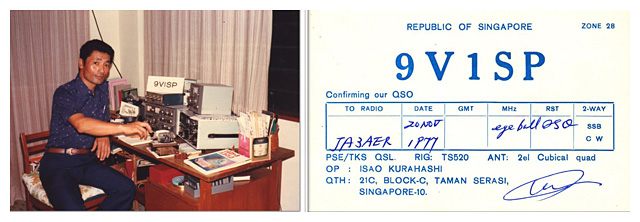 9V1SP
REPUBLIC OF SINGAPORE ZONE 28
9V1SP
Confirming our QSO
TO RADIO DATE GMT MHz RST 2-WAY
JA3AER 20 NOV 1977 eye ball QSO SSB
C W
PSE/TKS QSL. RIG: TS520 ANT: 2el Cubical quad
OP : ISAO KURAHASHI
QTH : 21C, BLOCK-C, TAMAN SERASI,
SINGAPORE-10.